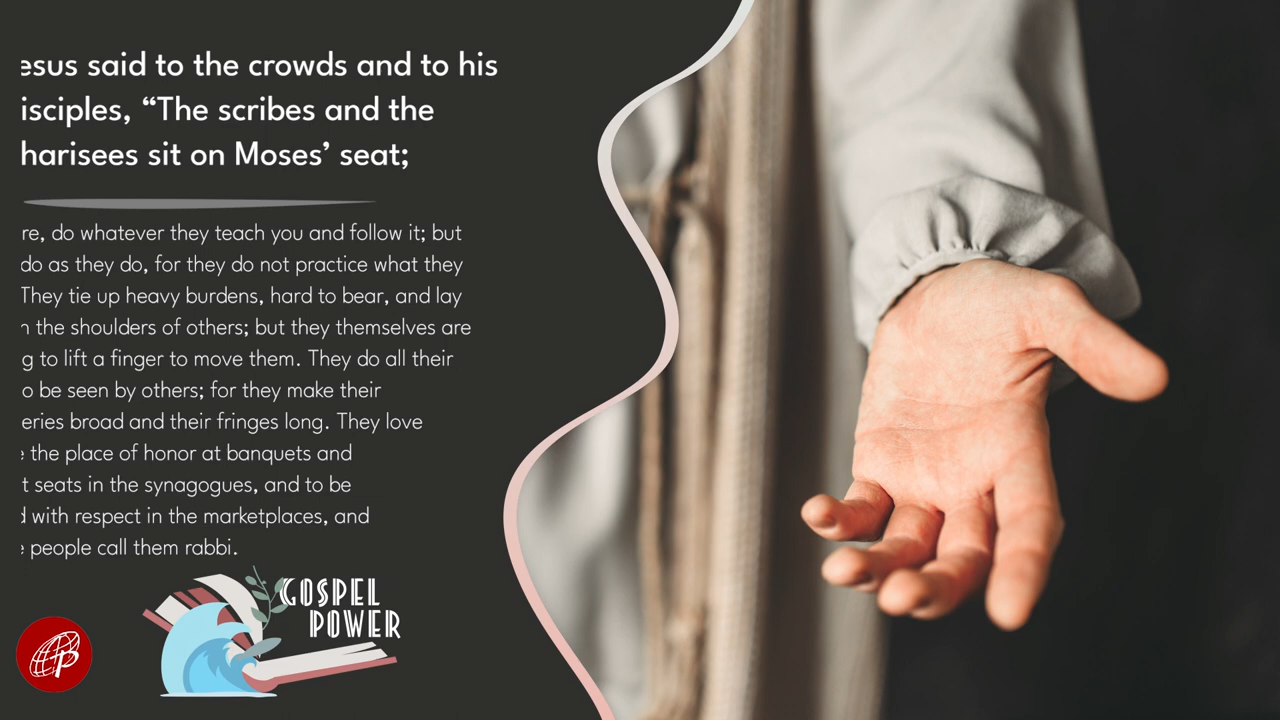 esus said to the crowds and to his
isciples, “The scribes and the
harisees sit on Moses’ seat;
re, do whatever they teach you and follow it; but
do as they do, for they do not practice what they
They tie up heavy burdens, hard to bear, and lay
n the shoulders of others; but they themselves are
g to lift a finger to move them. They do all their
o be seen by others; for they make their
eries broad and their fringes long. They love
e the place of honor at banquets and
t seats in the synagogues, and to be
d with respect in the marketplaces, and
e people call them rabbi.
GOSPEL
POWER
P